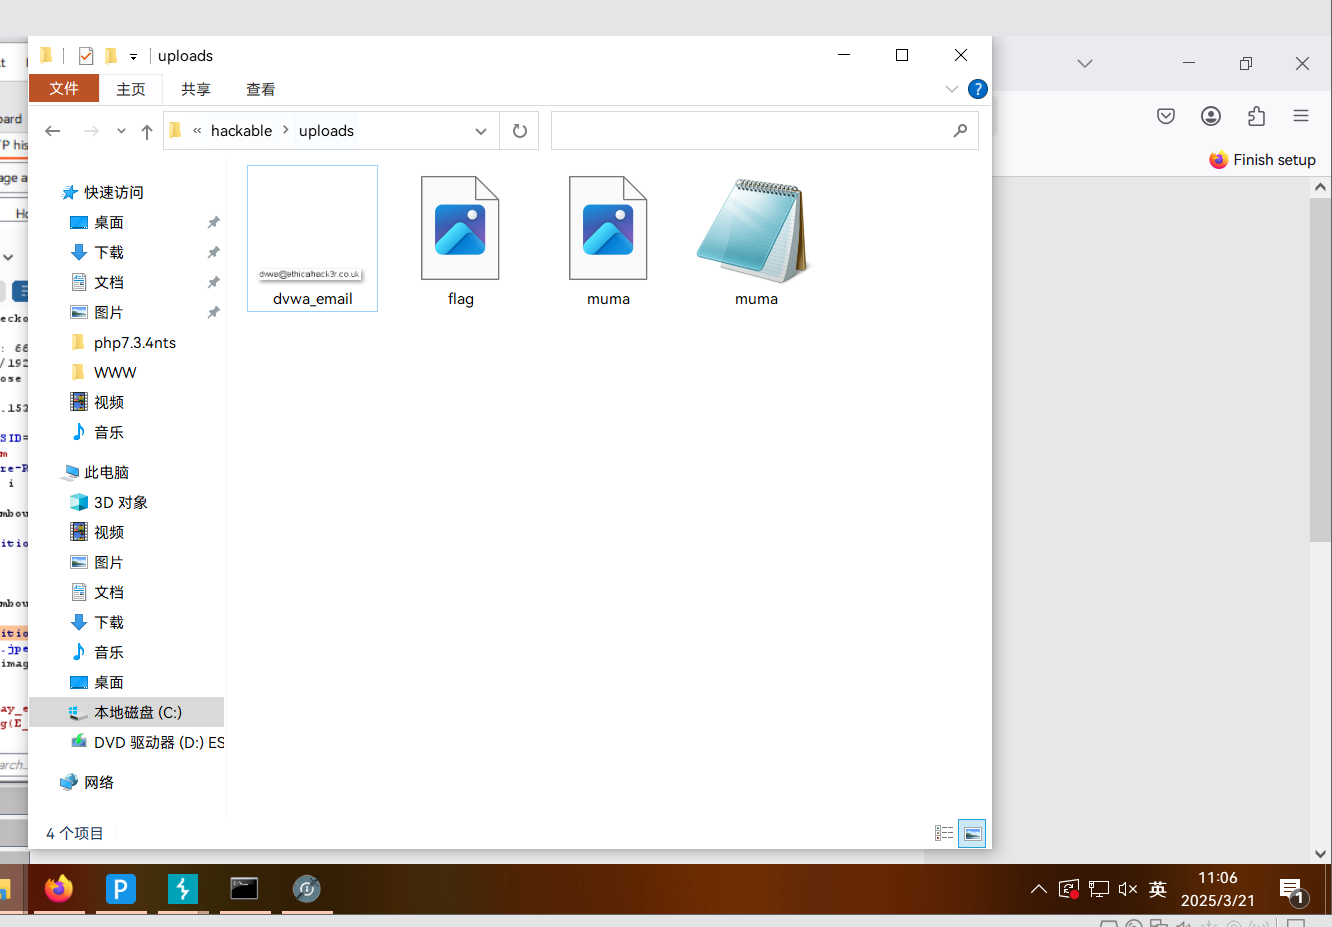 uploads
文件
主页
共享
查看
?
« hackable > uploads
Finish setup
快速访问
桌面
下载
文档
图片
php7.3.4nts
WWW
视频
音乐
此电脑
3D 对象
视频
图片
文档
下载
音乐
桌面
本地磁盘 (C:)
DVD 驱动器 (D:) ES
网络
dvwa@ethicalhack3r.co.uk
dvwa_email
flag
muma
muma
4 个项目
P
英
11:06
2025/3/21
1